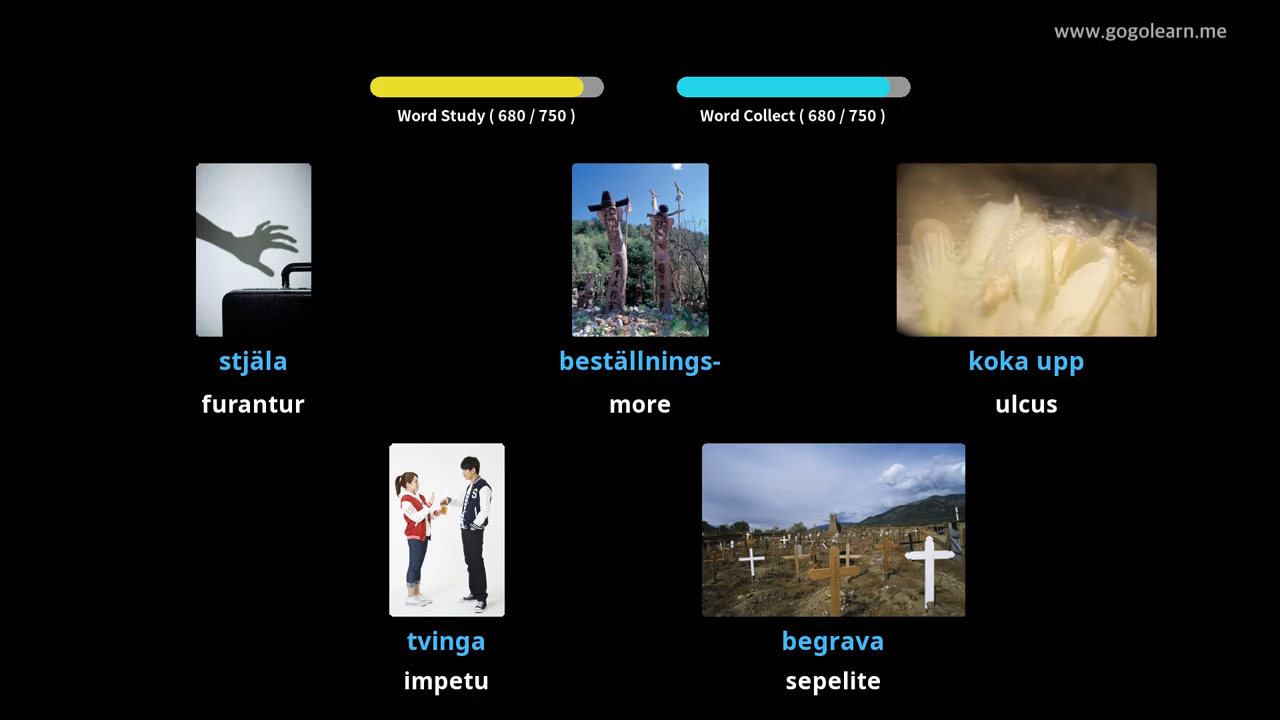 www.gogolearn.me
Word Study ( 680 / 750 )
Word Collect ( 680 / 750 )
stjäla
beställnings-
koka upp
furantur
more
ulcus
tvinga
begrava
impetu
sepelite